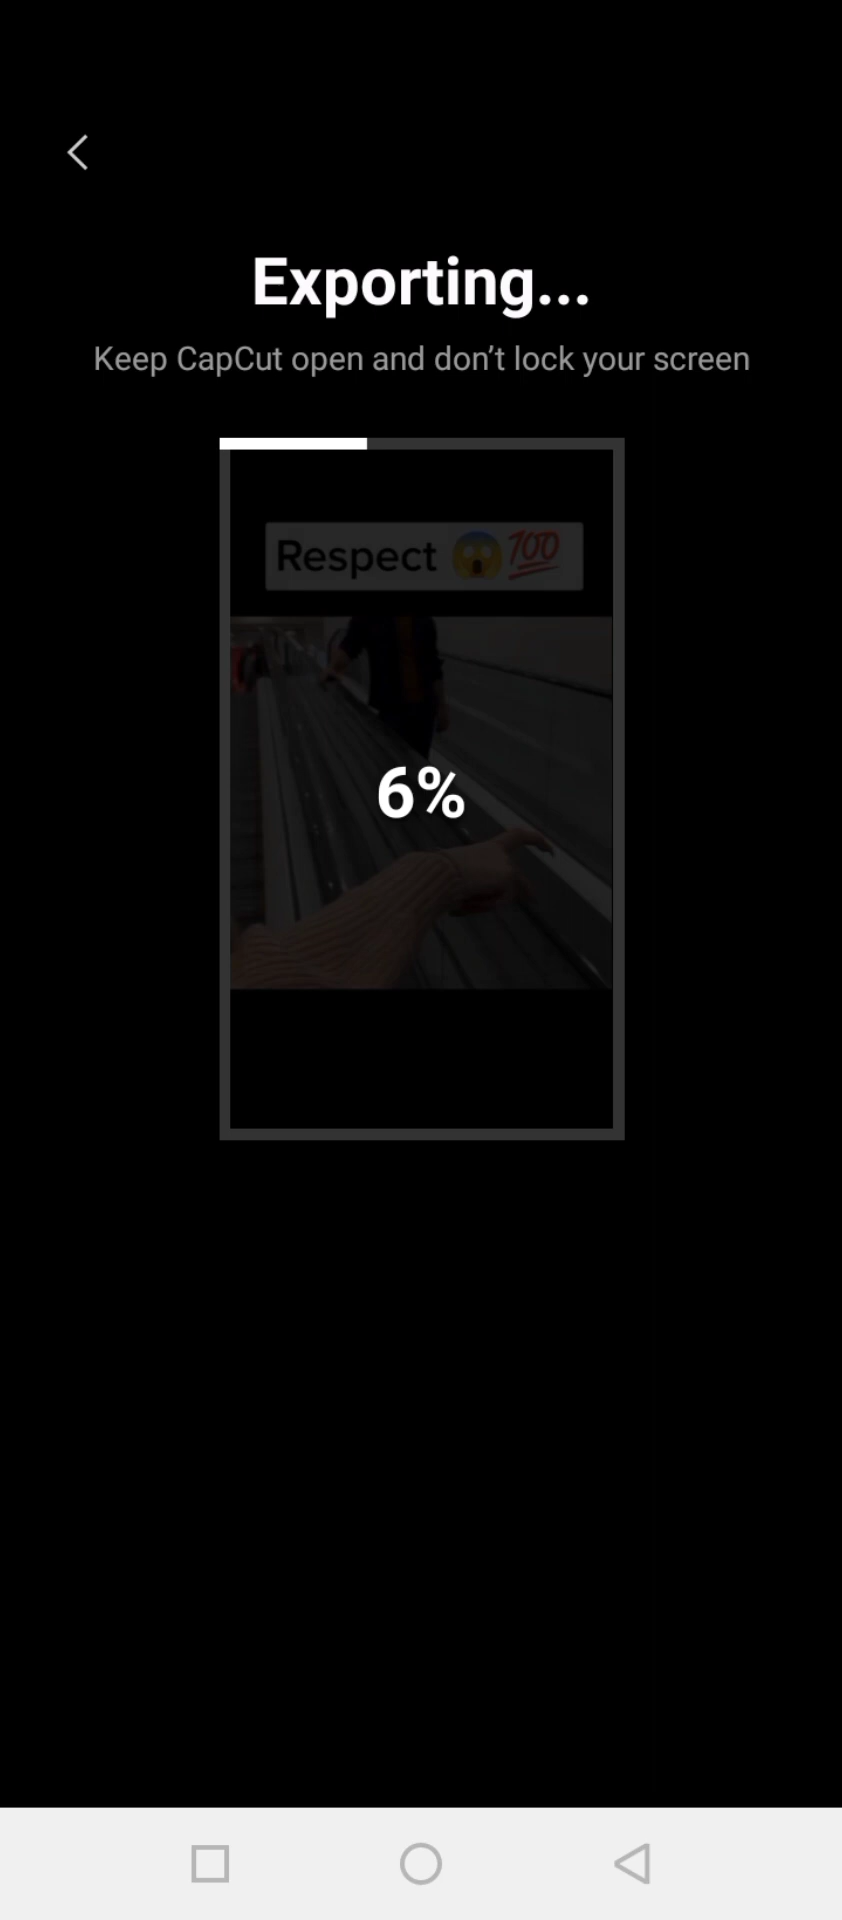 Exporting...
Keep CapCut open and don’t lock your screen
Respect 😱💯
6%